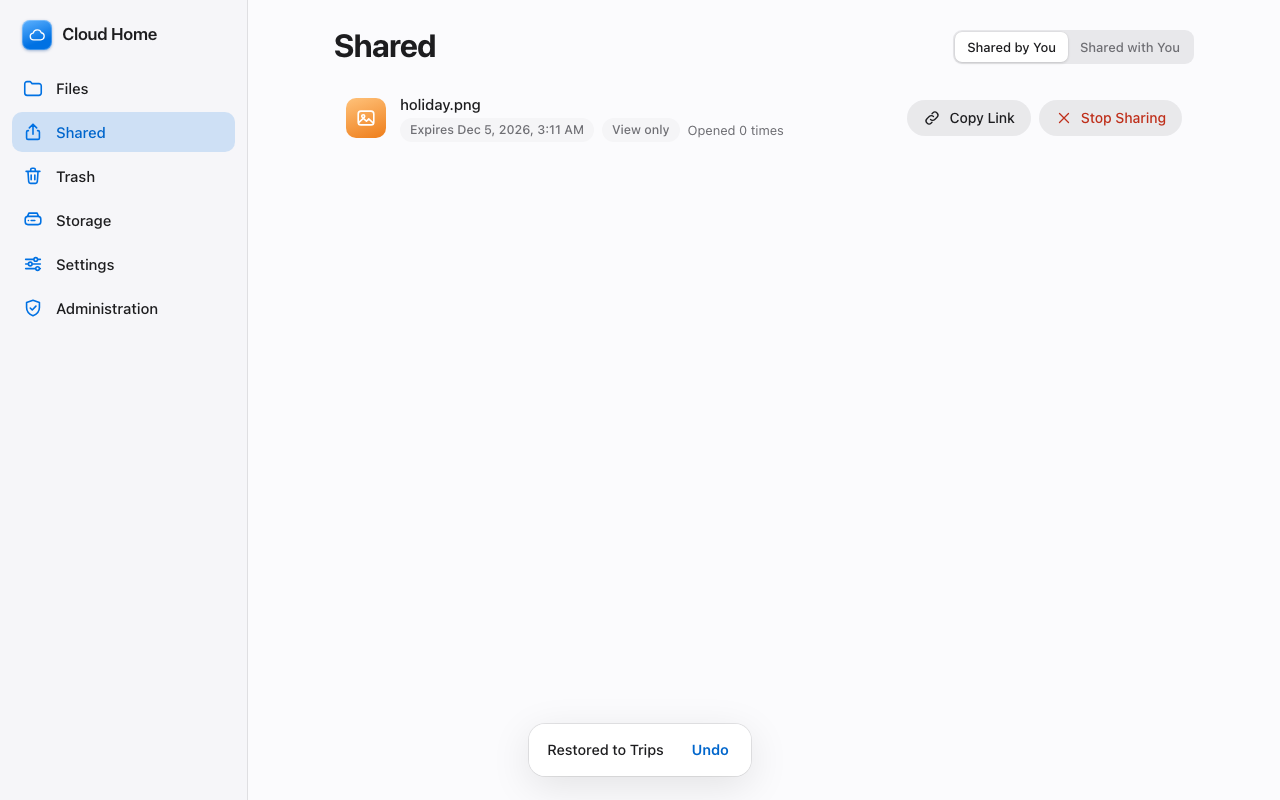 Cloud Home
Files
Shared
Trash
Storage
Settings
Administration
Shared
Shared by You
Shared with You
holiday.png
Expires Dec 5, 2026, 3:11 AM
View only
Opened 0 times
Copy Link
Stop Sharing
Restored to Trips
Undo